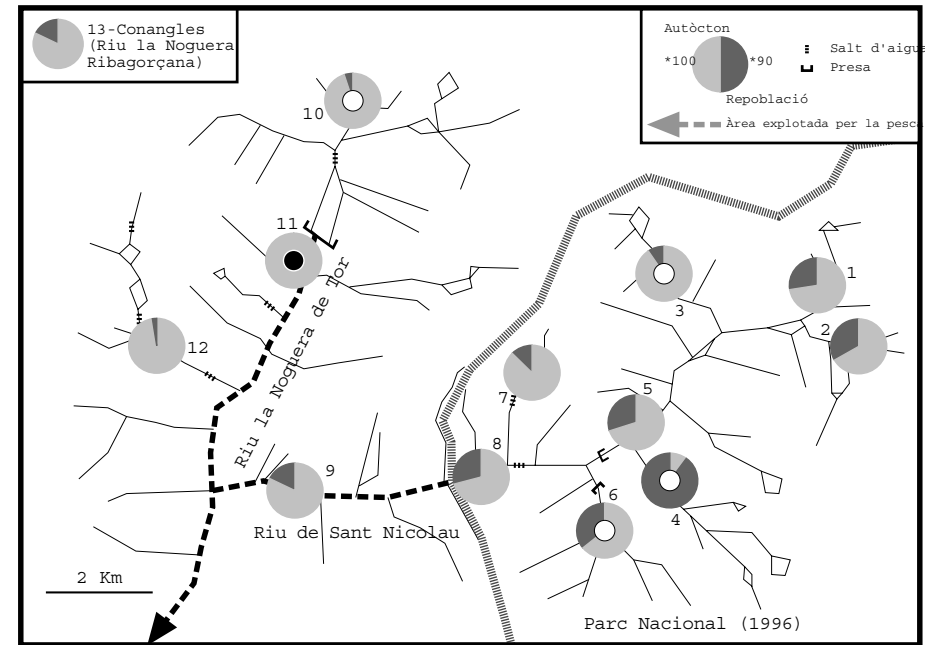 13-Conangles
(Riu la Noguera
Ribagorçana)
Autòcton
*100
*90
Repoblació
Salt d'aigu
Presa
Àrea explotada per la pesca
10
11
12
1
2
3
5
7
8
9
4
6
Riu la Noguera de Tor
Riu de Sant Nicolau
2 Km
Parc Nacional (1996)